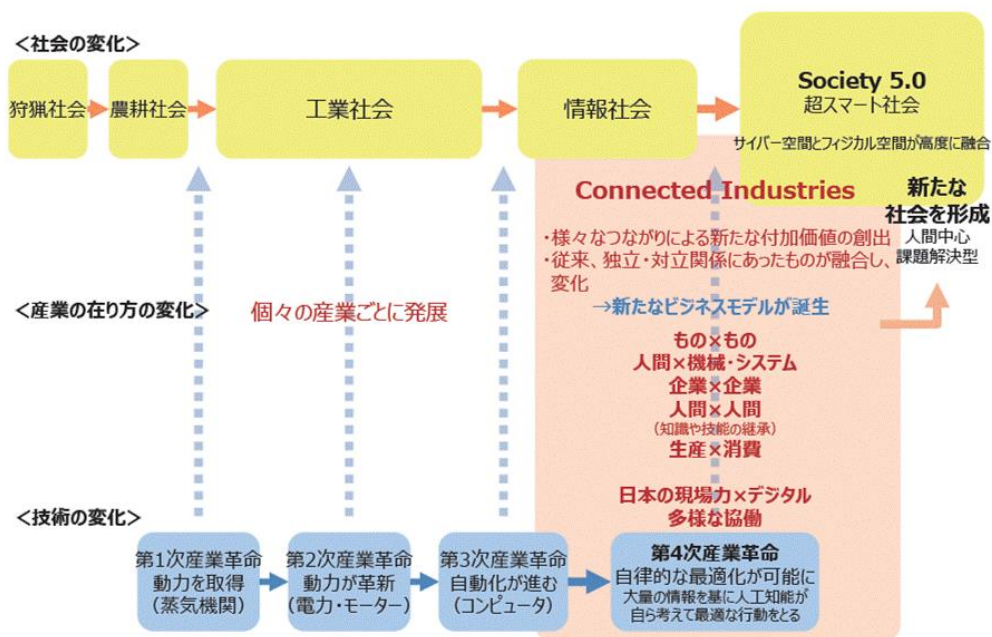 ＜社会の変化＞
狩猟社会
農耕社会
工業社会
情報社会
Society 5.0
超スマート社会
サイバー空間とフィジカル空間が高度に融合
Connected Industries
・様々なつながりによる新たな付加価値の創出
・従来、独立・対立関係にあったものが融合し、
変化
→新たなビジネスモデルが誕生
新たな
社会を形成
人間中心
課題解決型
＜産業の在り方の変化＞
個々の産業ごとに発展
もの×もの
人間×機械・システム
企業×企業
人間×人間
（知識や技能の継承）
生産×消費
日本の現場力×デジタル
多様な協働
＜技術の変化＞
第1次産業革命
動力を取得
（蒸気機関）
第2次産業革命
動力が革新
（電力・モーター）
第3次産業革命
自動化が進む
（コンピュータ）
第4次産業革命
自律的な最適化が可能に
大量の情報を基に人工知能が
自ら考えて最適な行動をとる